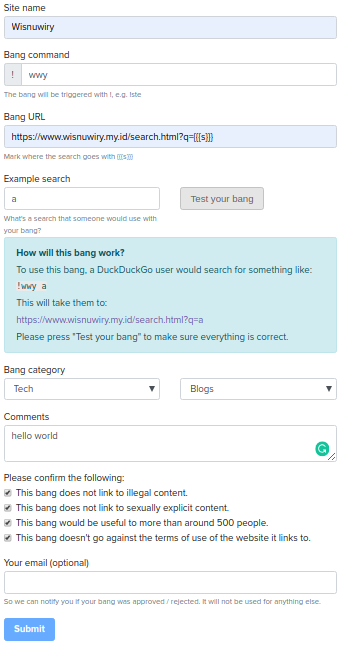 Site name
Wisnuwiry
Bang command
! wwy
The bang will be triggered with !, e.g. !ste
Bang URL
https://www.wisnuwiry.my.id/search.html?q={{{s}}}
Mark where the search goes with {{{s}}}
Example search
a Test your bang
What's a search that someone would use with
your bang?
How will this bang work?
To use this bang, a DuckDuckGo user would search for something like:
!wwy a
This will take them to:
https://www.wisnuwiry.my.id/search.html?q=a
Please press "Test your bang" to make sure everything is correct.
Bang category
Tech Blogs
Comments
hello world
Please confirm the following:
This bang does not link to illegal content.
This bang does not link to sexually explicit content.
This bang would be useful to more than around 500 people.
This bang doesn't go against the terms of use of the website it links to.
Your email (optional)
So we can notify you if your bang was approved / rejected. It will not be used for anything else.
Submit